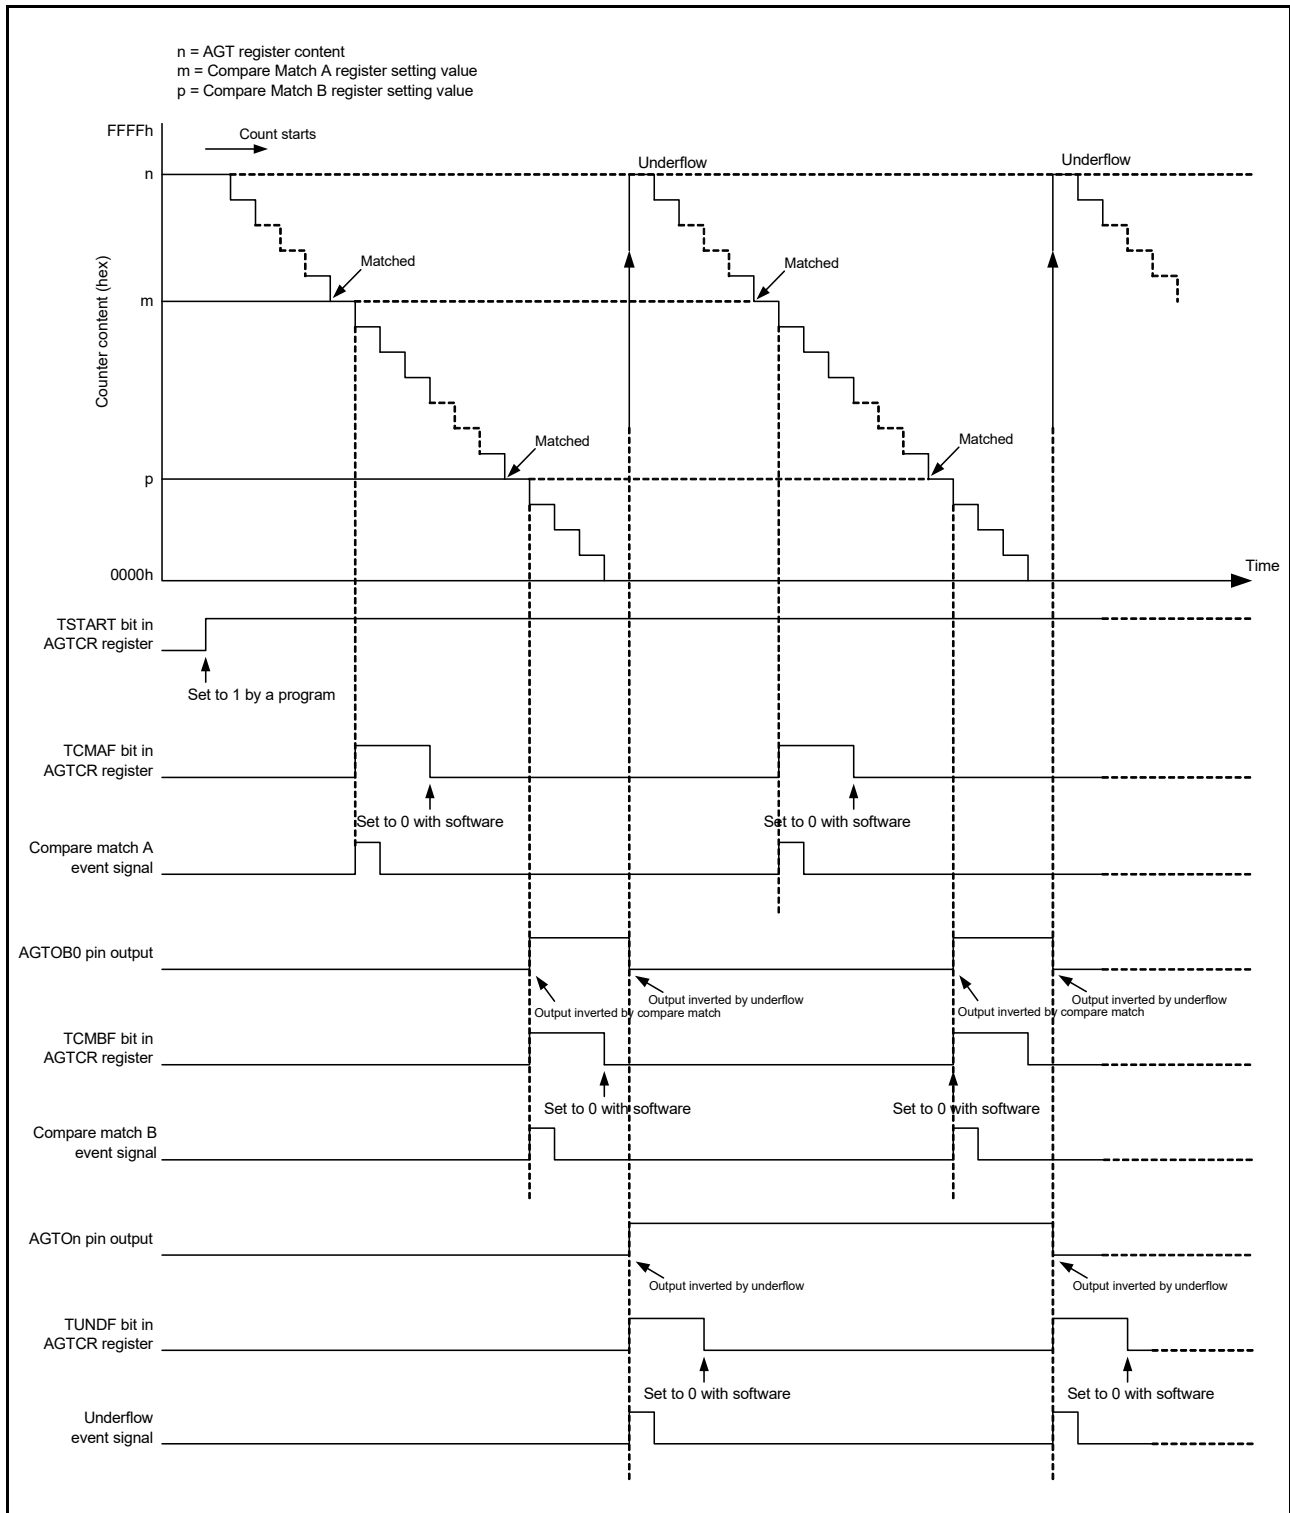 n = AGT register content
m = Compare Match A register setting value
p = Compare Match B register setting value
FFFFh
Count starts
n
Underflow
Underflow
Matched
Matched
Counter content (hex)
m
Matched
Matched
p
0000h
Time
TSTART bit in
AGTCR register
Set to 1 by a program
TCMAF bit in
AGTCR register
Set to 0 with software
Set to 0 with software
Compare match A
event signal
AGTOB0 pin output
Output inverted by underflow
Output inverted by compare match
Output inverted by underflow
Output inverted by compare match
TCMBF bit in
AGTCR register
Set to 0 with software
Set to 0 with software
Compare match B
event signal
AGTOn pin output
Output inverted by underflow
Output inverted by underflow
TUNDF bit in
AGTCR register
Set to 0 with software
Set to 0 with software
Underflow
event signal